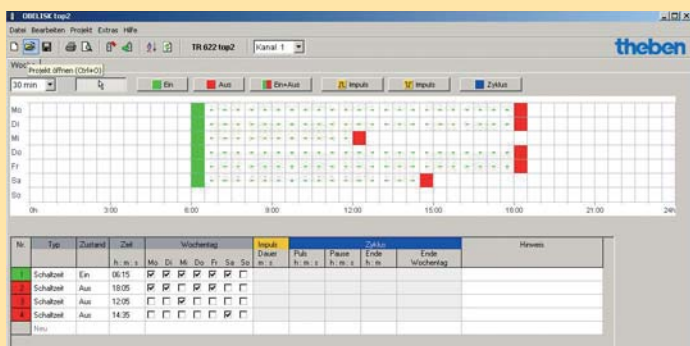 OBELISK top2
Datei Bearbeiten Projekt Extras Hilfe
TR 622 top2 Kanal 1
theben
Woche
Projekt öffnen (Ctrl+O)
30 min Ein Aus Ein+Aus Impuls Impuls Zyklus
Mo
Di
Mi
Do
Fr
Sa
So
0h 3:00 6:00 9:00 12:00 15:00 18:00 21:00 24h
Nr. Typ Zustand Zeit Wochentag Impuls Zyklus Hinweis
Dauer Puls Pause Ende Ende
h : m : s Mo Di Mi Do Fr Sa So m : s h : m : s h : m : s h : m Wochentag
1 Schaltzeit Ein 06:15
2 Schaltzeit Aus 18:05
3 Schaltzeit Aus 12:05
4 Schaltzeit Aus 14:35
Neu